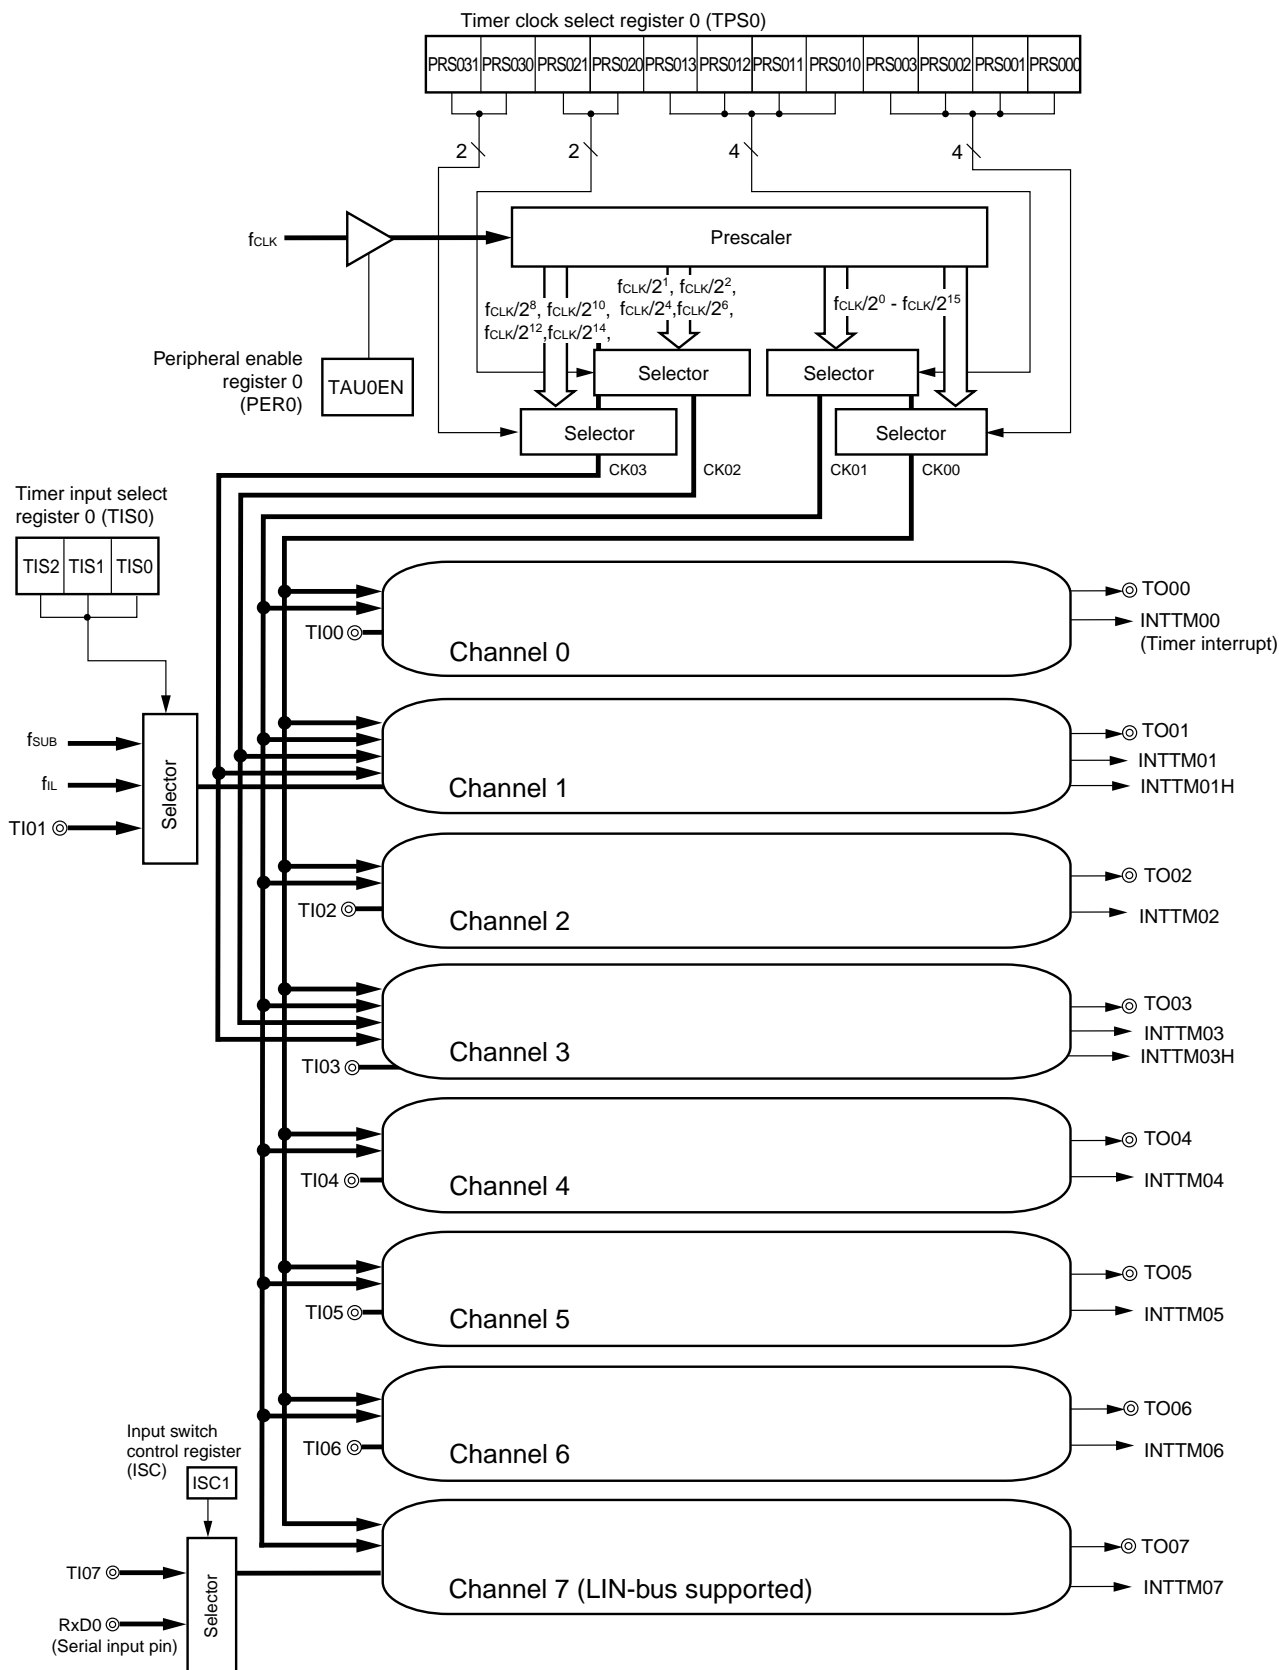 Timer clock select register 0 (TPS0)
PRS031 PRS030 PRS021 PRS020 PRS013 PRS012 PRS011 PRS010 PRS003 PRS002 PRS001 PRS000
2 2 4 4
fCLK
Prescaler
fCLK/2¹, fCLK/2²,
fCLK/2⁴,fCLK/2⁶,
fCLK/2⁸, fCLK/2¹⁰,
fCLK/2¹²,fCLK/2¹⁴,
fCLK/2⁰ - fCLK/2¹⁵
Peripheral enable
register 0
(PER0)
TAU0EN
Selector
Selector
Selector
Selector
CK03
CK02
CK01
CK00
Timer input select
register 0 (TIS0)
TIS2 TIS1 TIS0
TI00
Channel 0
TO00
INTTM00
(Timer interrupt)
fSUB
fIL
TI01
Selector
Channel 1
TO01
INTTM01
INTTM01H
TI02
Channel 2
TO02
INTTM02
TI03
Channel 3
TO03
INTTM03
INTTM03H
TI04
Channel 4
TO04
INTTM04
TI05
Channel 5
TO05
INTTM05
TI06
Channel 6
TO06
INTTM06
Input switch
control register
(ISC)
ISC1
TI07
RxD0
(Serial input pin)
Selector
Channel 7 (LIN-bus supported)
TO07
INTTM07